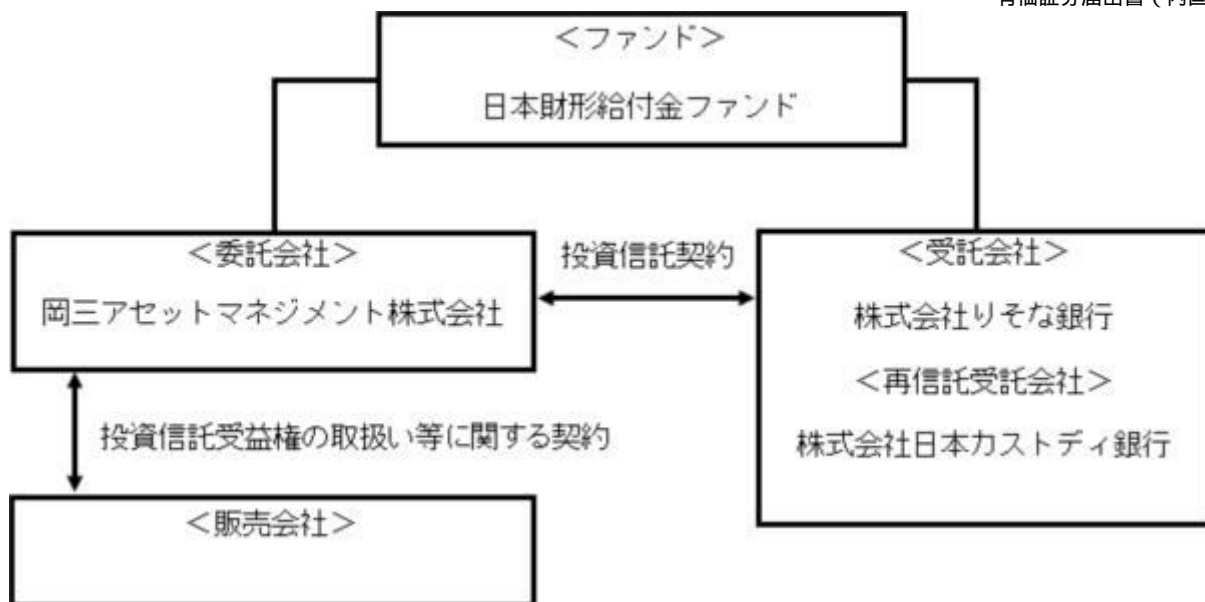 ＜ファンド＞
日本財形給付金ファンド
＜委託会社＞
岡三アセットマネジメント株式会社
投資信託契約
＜受託会社＞
株式会社りそな銀行
＜再信託受託会社＞
株式会社日本カストディ銀行
投資信託受益権の取扱い等に関する契約
＜販売会社＞